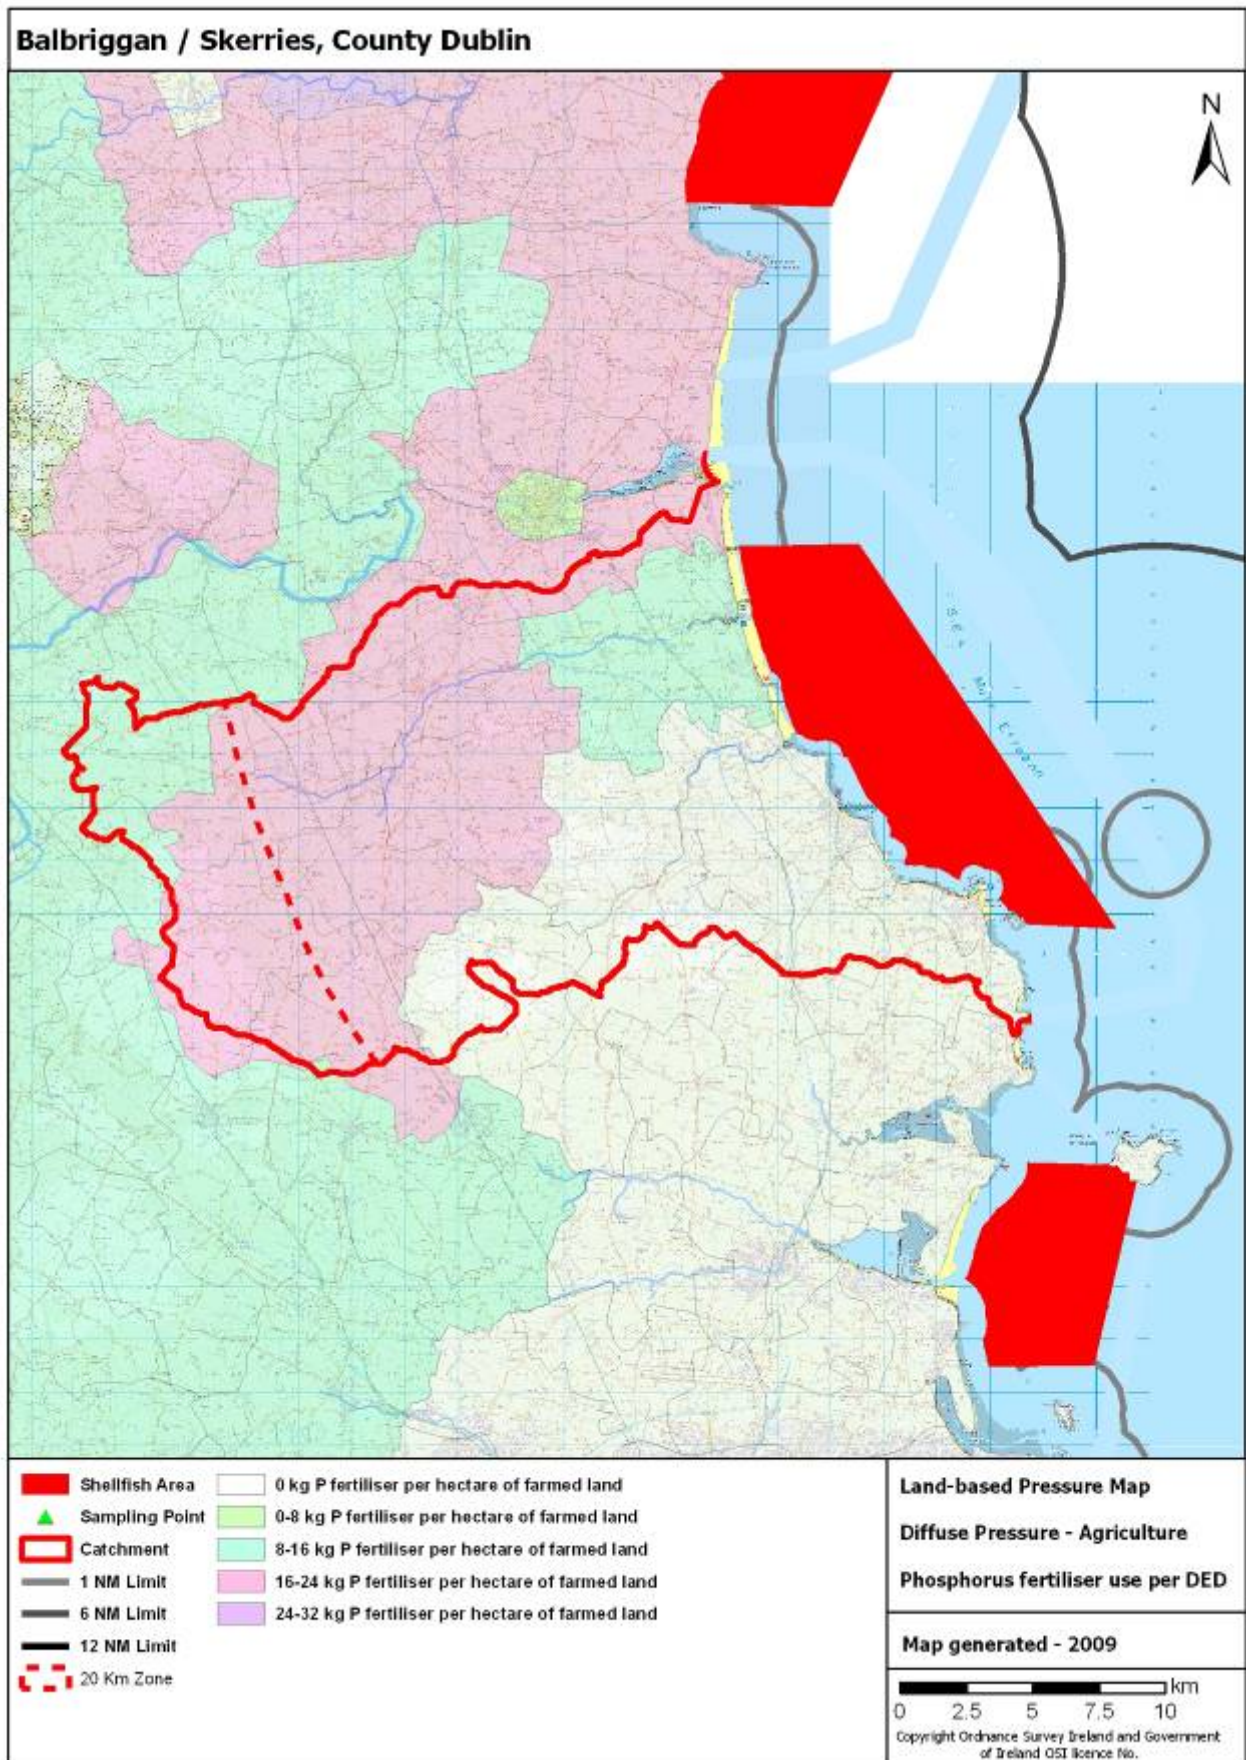 Balbriggan / Skerries, County Dublin
N
Shellfish Area
Sampling Point
Catchment
1 NM Limit
6 NM Limit
12 NM Limit
20 Km Zone
0 kg P fertiliser per hectare of farmed land
0-8 kg P fertiliser per hectare of farmed land
8-16 kg P fertiliser per hectare of farmed land
16-24 kg P fertiliser per hectare of farmed land
24-32 kg P fertiliser per hectare of farmed land
Land-based Pressure Map
Diffuse Pressure - Agriculture
Phosphorus fertiliser use per DED
Map generated - 2009
km
0 2.5 5 7.5 10
Copyright Ordnance Survey Ireland and Government
of Ireland OSI licence No.